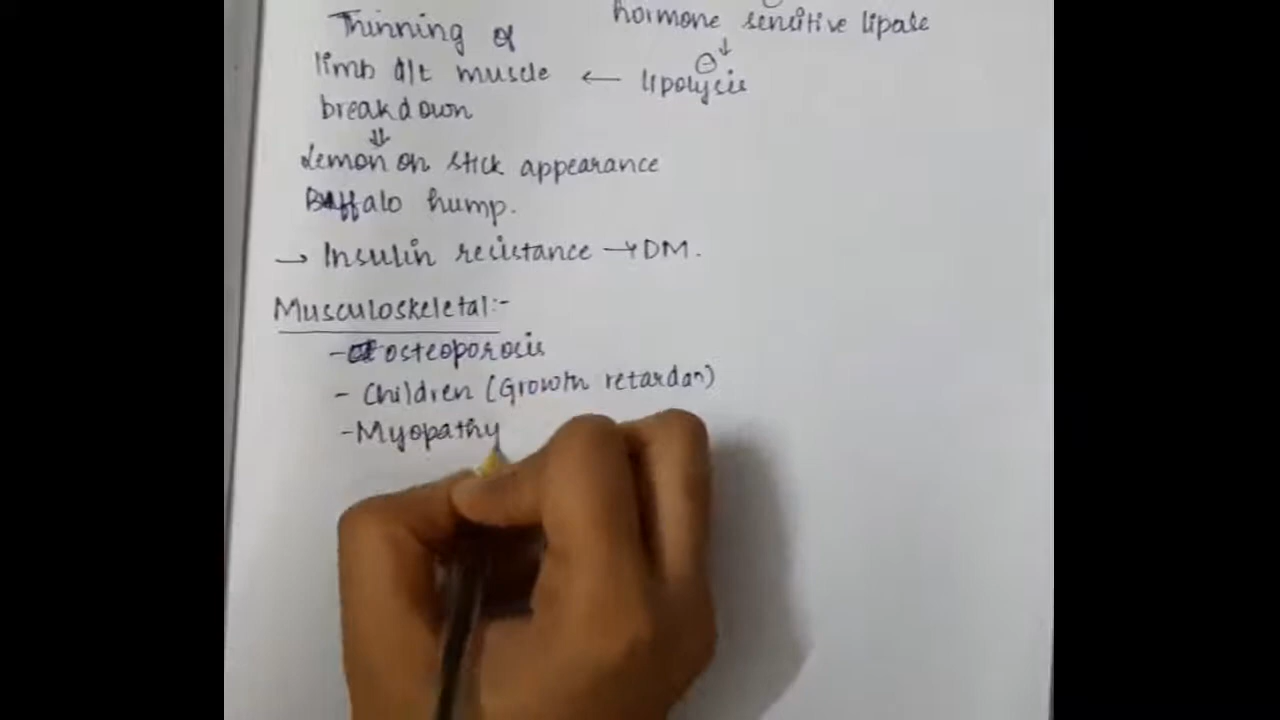 hormone sensitive lipase
↓
Thinning of
limb d/t muscle ← ⊖ lipolysis
breakdown
⇓
Lemon on stick appearance
Buffalo hump.
→ Insulin resistance → DM.
Musculoskeletal:-
- osteoporosis
- Children (Growth retardan)
- Myopathy